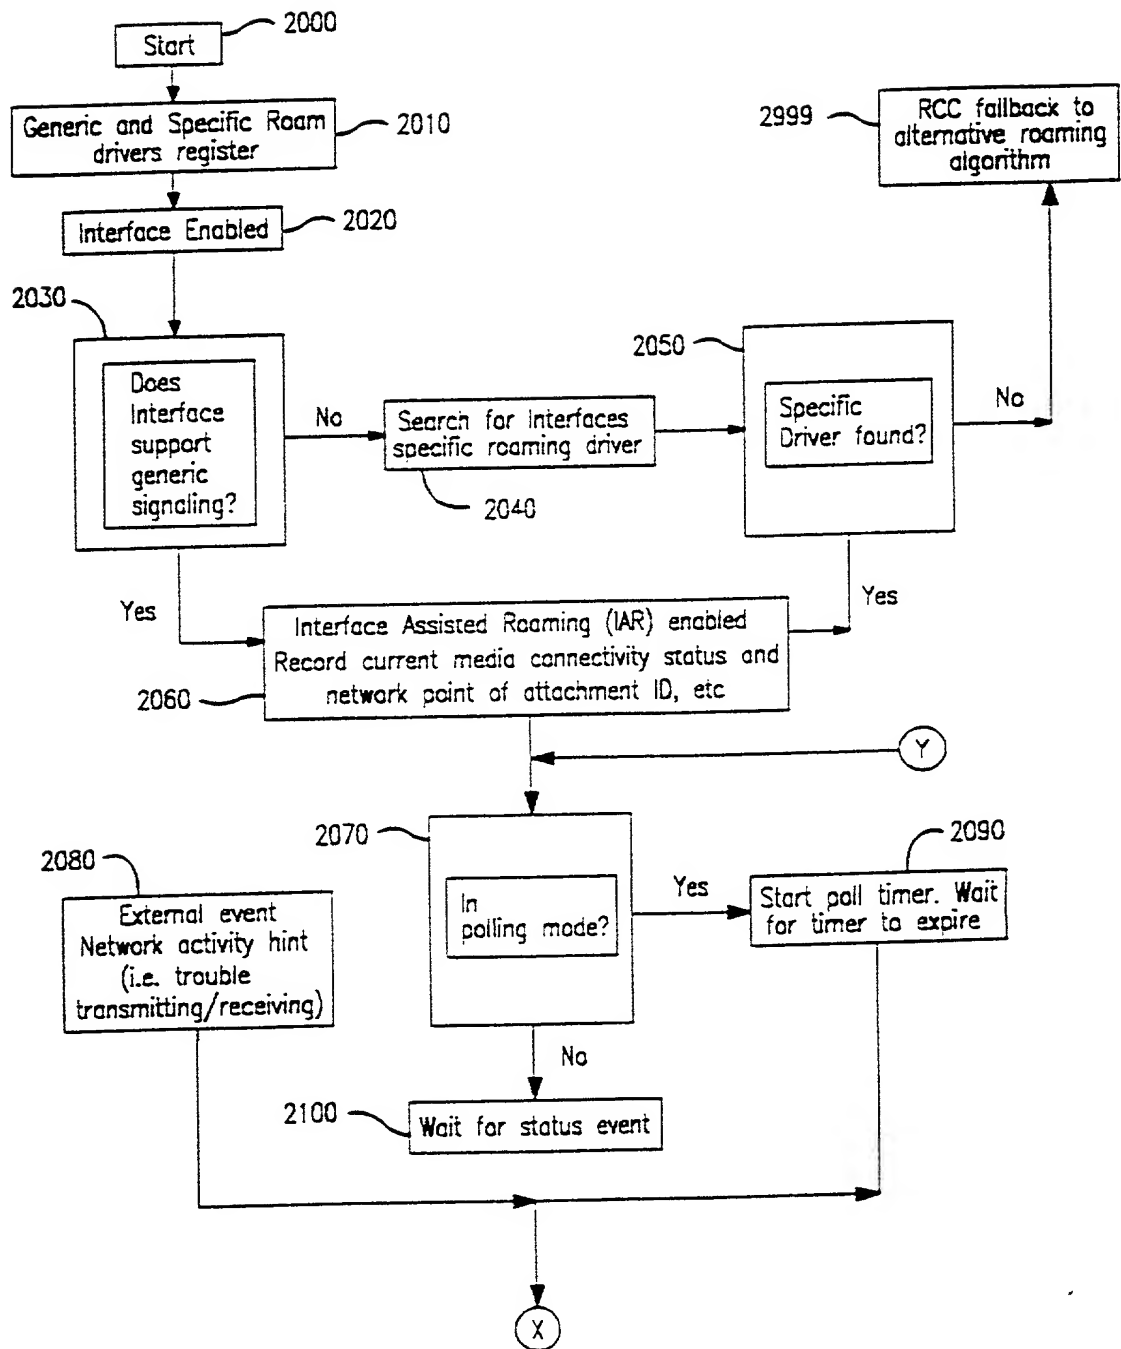 Start
2000
Generic and Specific Roam
drivers register
2010
Interface Enabled
2020
2999
RCC fallback to
alternative roaming
algorithm
2030
Does
Interface
support
generic
signaling?
No
Search for Interfaces
specific roaming driver
2040
2050
Specific
Driver found?
No
Yes
Yes
Interface Assisted Roaming (IAR) enabled
Record current media connectivity status and
network point of attachment ID, etc
2060
Y
2070
In
polling mode?
Yes
2090
Start poll timer. Wait
for timer to expire
2080
External event
Network activity hint
(i.e. trouble
transmitting/receiving)
No
2100
Wait for status event
X